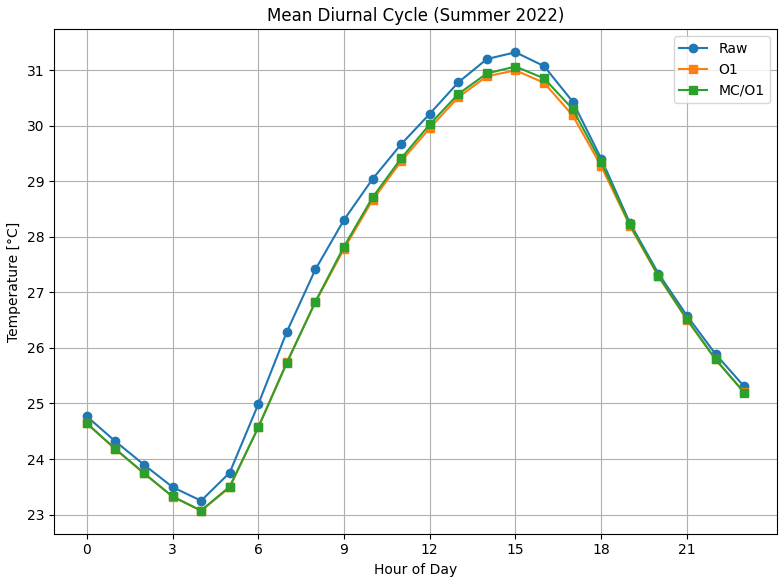 Mean Diurnal Cycle (Summer 2022)
Raw
O1
MC/O1
Temperature [°C]
31
30
29
28
27
26
25
24
23
0 3 6 9 12 15 18 21
Hour of Day